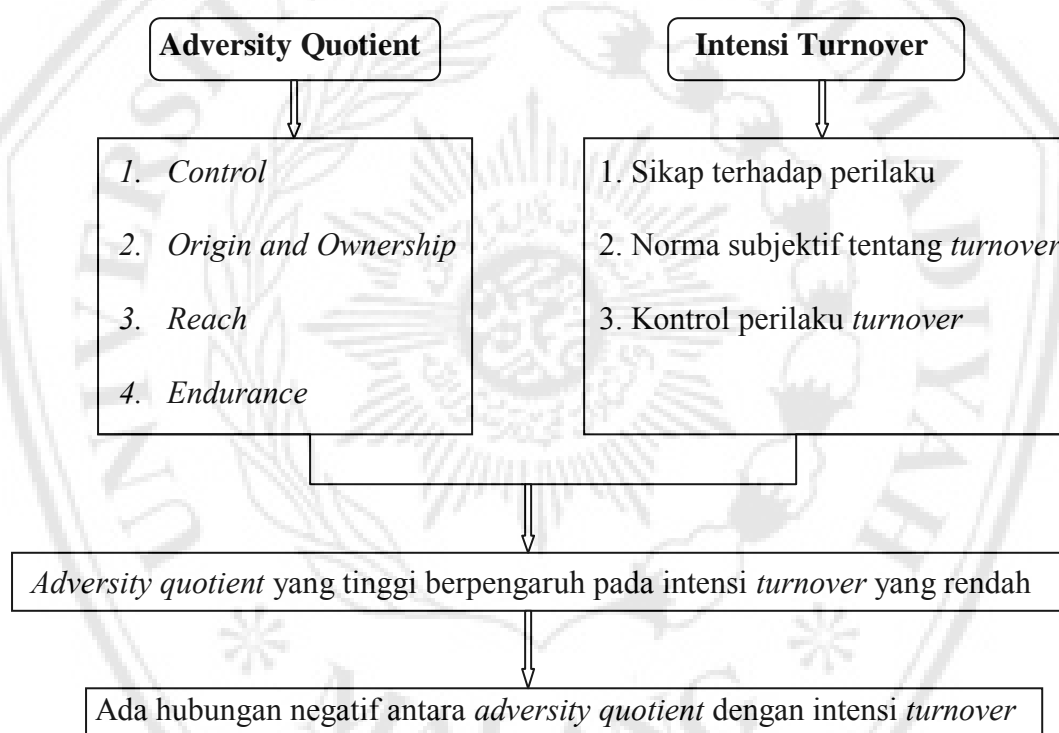 Adversity Quotient
Intensi Turnover
1. Control
2. Origin and Ownership
3. Reach
4. Endurance
1. Sikap terhadap perilaku
2. Norma subjektif tentang turnover
3. Kontrol perilaku turnover
Adversity quotient yang tinggi berpengaruh pada intensi turnover yang rendah
Ada hubungan negatif antara adversity quotient dengan intensi turnover